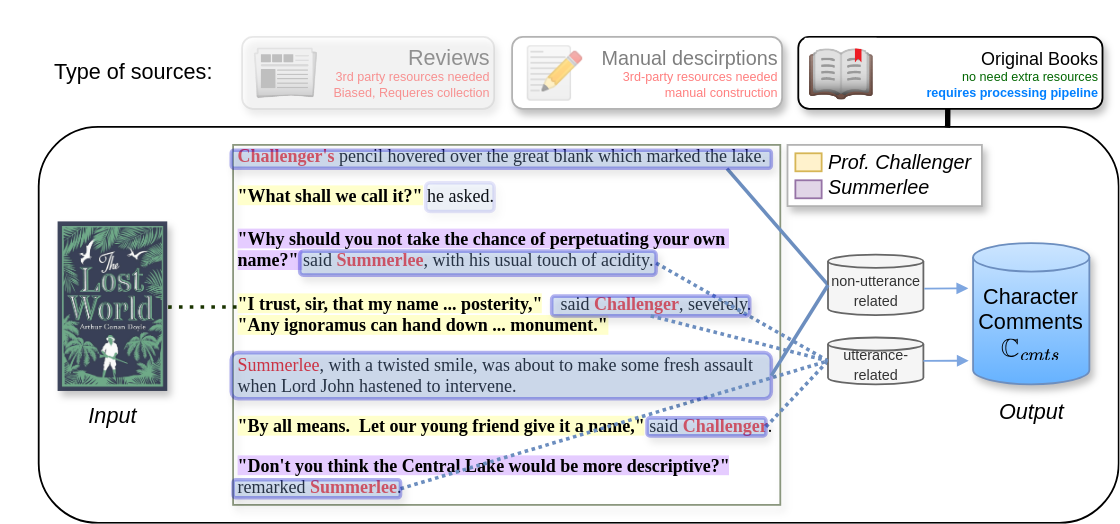 Type of sources:
Reviews
3rd party resources needed
Biased, Requeres collection
Manual descirptions
3rd-party resources needed
manual construction
Original Books
no need extra resources
requires processing pipeline
The
Lost
World
Arthur Conan Doyle
Input
Challenger's pencil hovered over the great blank which marked the lake.
"What shall we call it?" he asked.
"Why should you not take the chance of perpetuating your own
name?" said Summerlee, with his usual touch of acidity.
"I trust, sir, that my name ... posterity," said Challenger, severely.
"Any ignoramus can hand down ... monument."
Summerlee, with a twisted smile, was about to make some fresh assault
when Lord John hastened to intervene.
"By all means. Let our young friend give it a name," said Challenger.
"Don't you think the Central Lake would be more descriptive?"
remarked Summerlee.
Prof. Challenger
Summerlee
non-utterance
related
utterance-
related
Character
Comments
ℂcmts
Output